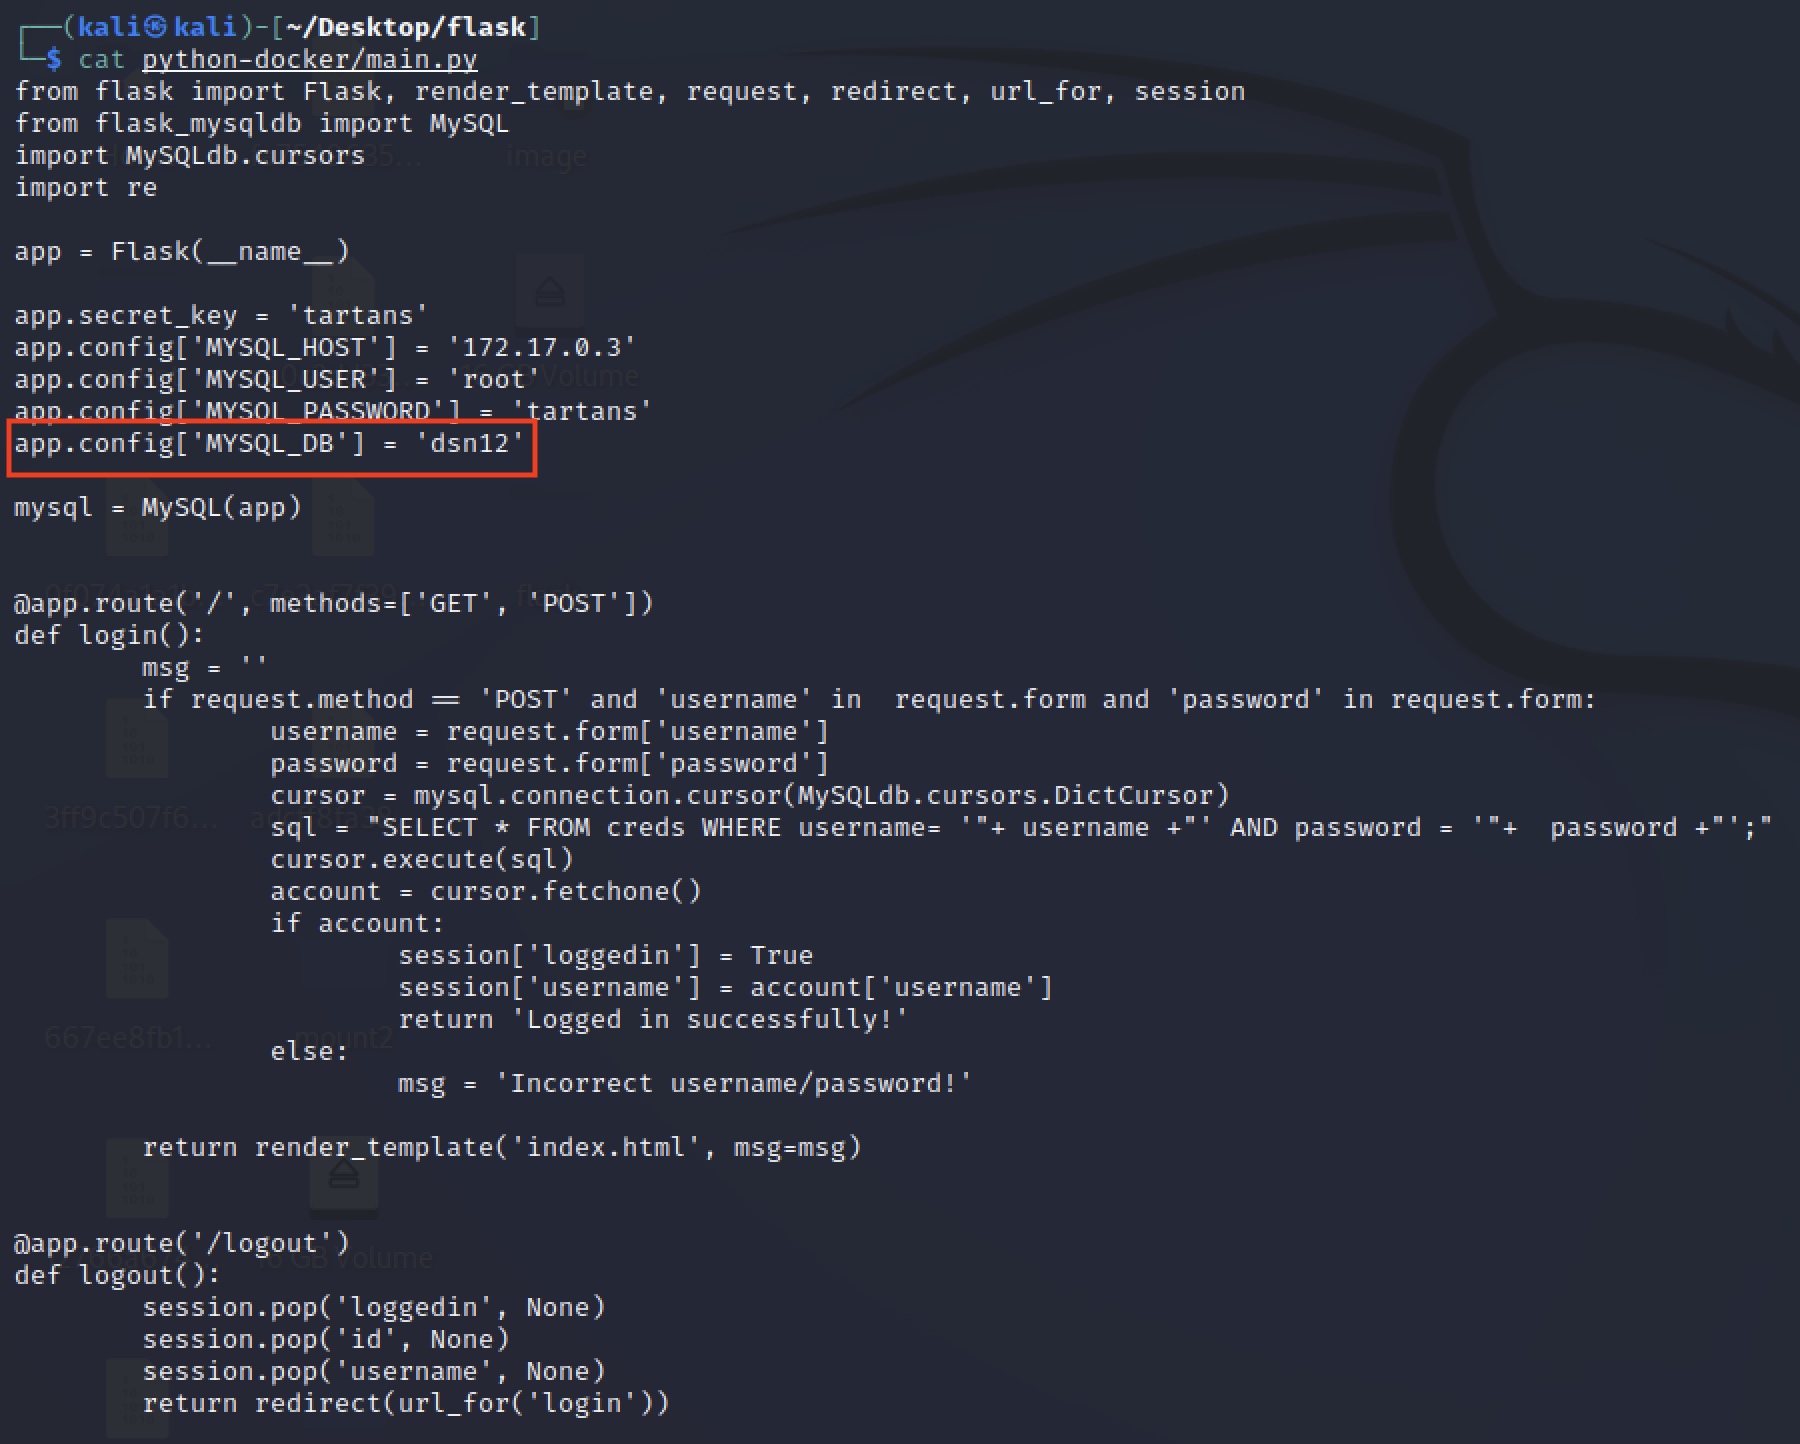 ┌──(kali㉿kali)-[~/Desktop/flask]
└─$ cat python-docker/main.py
from flask import Flask, render_template, request, redirect, url_for, session
from flask_mysqldb import MySQL
import MySQLdb.cursors
import re
image
app = Flask(__name__)
app.secret_key = 'tartans'
app.config['MYSQL_HOST'] = '172.17.0.3'
app.config['MYSQL_USER'] = 'root'
Volume
app.config['MYSQL_PASSWORD'] = 'tartans'
app.config['MYSQL_DB'] = 'dsn12'
mysql = MySQL(app)
@app.route('/', methods=['GET', 'POST'])
def login():
        msg = ''
        if request.method == 'POST' and 'username' in  request.form and 'password' in request.form:
                username = request.form['username']
                password = request.form['password']
                cursor = mysql.connection.cursor(MySQLdb.cursors.DictCursor)
3ff9c507f6...
                sql = "SELECT * FROM creds WHERE username= '"+ username +"' AND password = '"+  password +"';"
                cursor.execute(sql)
                account = cursor.fetchone()
                if account:
                        session['loggedin'] = True
                        session['username'] = account['username']
                        return 'Logged in successfully!'
667ee8fb1...
mount2
                else:
                        msg = 'Incorrect username/password!'
        return render_template('index.html', msg=msg)
@app.route('/logout')
GB Volume
def logout():
        session.pop('loggedin', None)
        session.pop('id', None)
        session.pop('username', None)
        return redirect(url_for('login'))